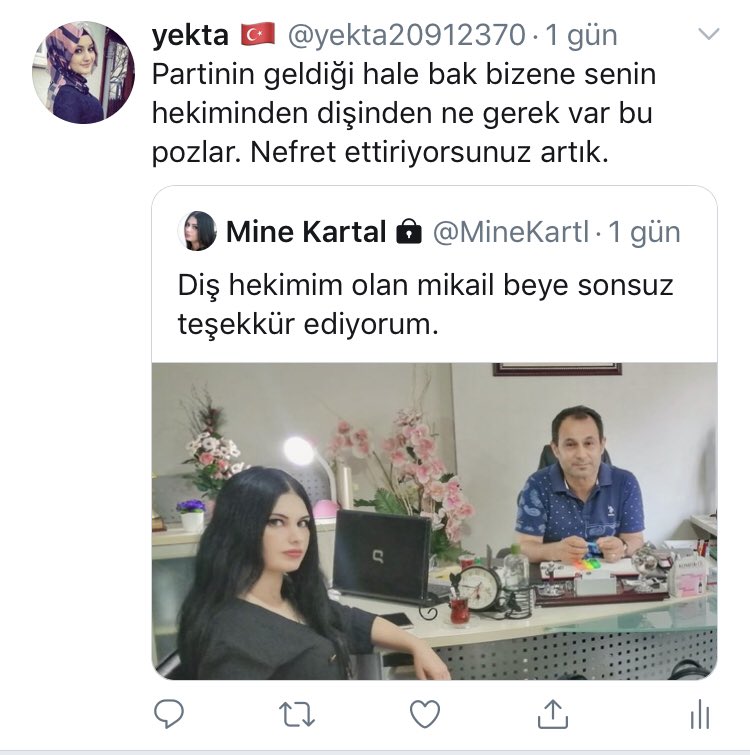 yekta 🇹🇷 @yekta20912370 · 1 gün
Partinin geldiği hale bak bizene senin
hekiminden dişinden ne gerek var bu
pozlar. Nefret ettiriyorsunuz artık.
Mine Kartal 🔒 @MineKartl · 1 gün
Diş hekimim olan mikail beye sonsuz
teşekkür ediyorum.